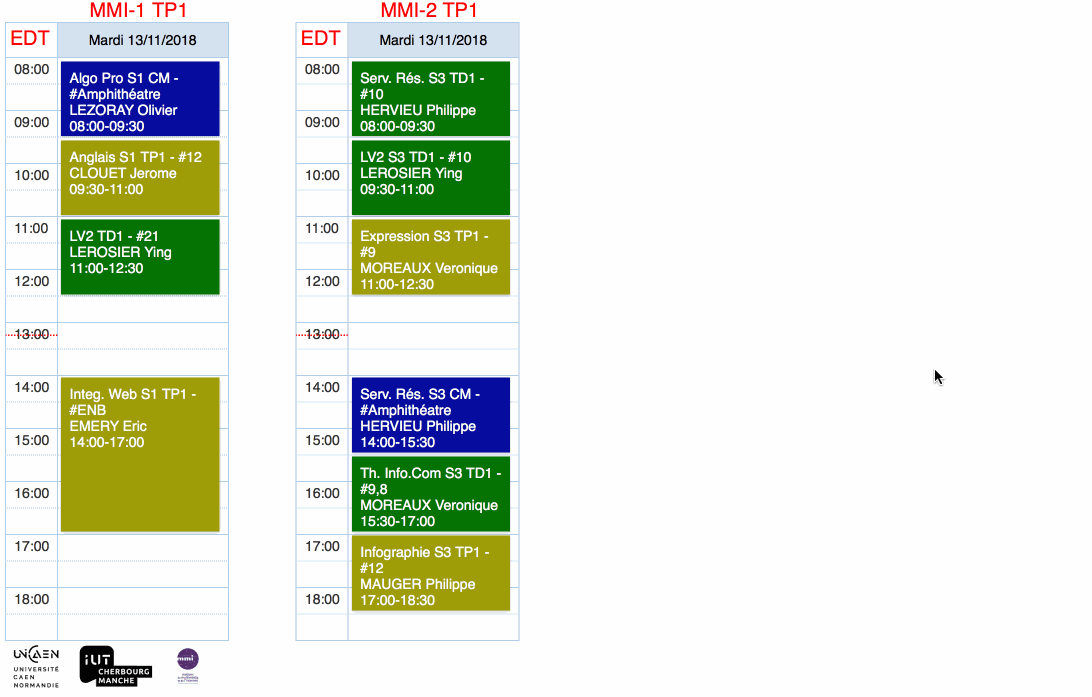 MMI-1 TP1
EDT
Mardi 13/11/2018
08:00
09:00
10:00
11:00
12:00
13:00
14:00
15:00
16:00
17:00
18:00
Algo Pro S1 CM -
#Amphithéatre
LEZORAY Olivier
08:00-09:30
Anglais S1 TP1 - #12
CLOUET Jerome
09:30-11:00
LV2 TD1 - #21
LEROSIER Ying
11:00-12:30
Integ. Web S1 TP1 -
#ENB
EMERY Eric
14:00-17:00
MMI-2 TP1
EDT
Mardi 13/11/2018
08:00
09:00
10:00
11:00
12:00
13:00
14:00
15:00
16:00
17:00
18:00
Serv. Rés. S3 TD1 -
#10
HERVIEU Philippe
08:00-09:30
LV2 S3 TD1 - #10
LEROSIER Ying
09:30-11:00
Expression S3 TP1 -
#9
MOREAUX Veronique
11:00-12:30
Serv. Rés. S3 CM -
#Amphithéatre
HERVIEU Philippe
14:00-15:30
Th. Info.Com S3 TD1 -
#9,8
MOREAUX Veronique
15:30-17:00
Infographie S3 TP1 -
#12
MAUGER Philippe
17:00-18:30
UNICAEN
UNIVERSITÉ
CAEN
NORMANDIE
iUT
CHERBOURG
MANCHE
mmi